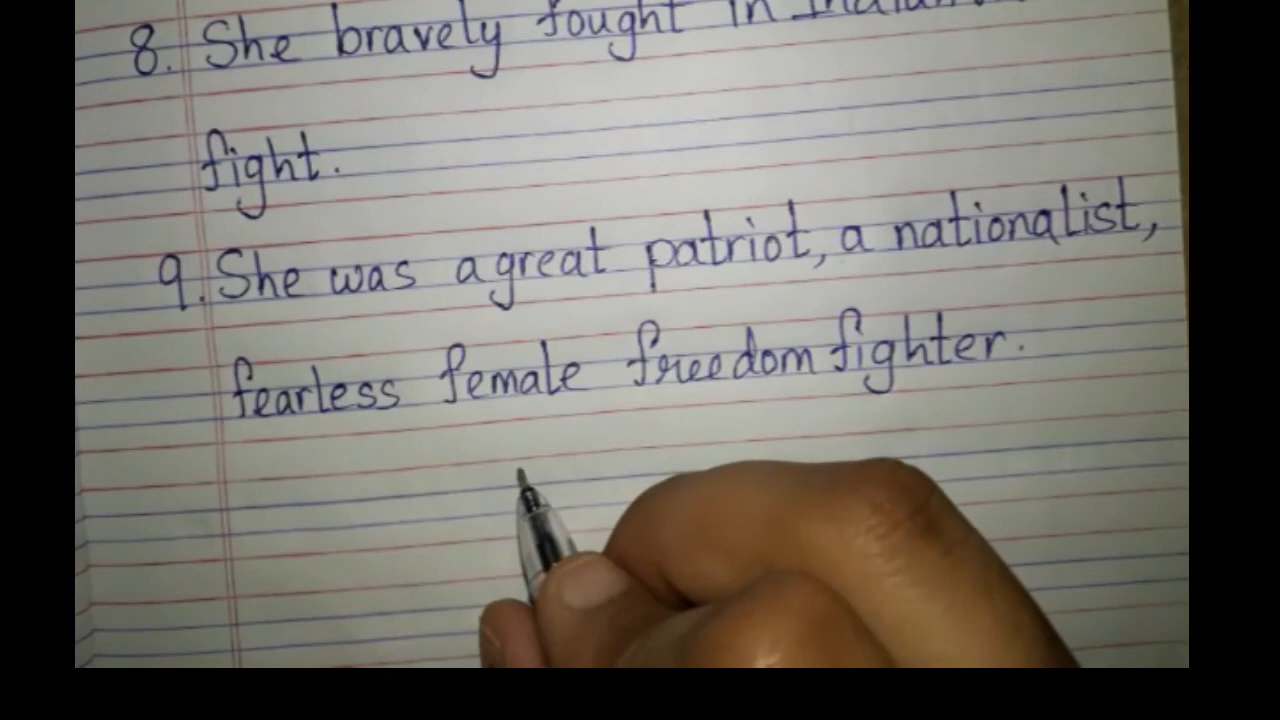 8. She bravely fought in
fight.
9. She was a great patriot, a nationalist,
fearless female freedom fighter.